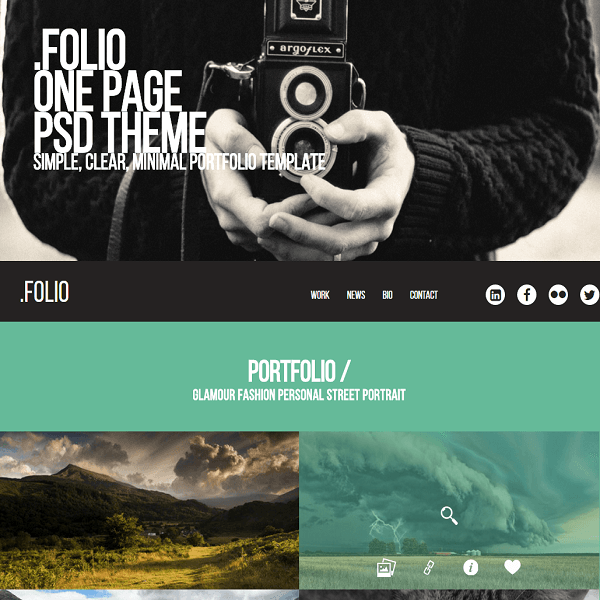 argoflex
.FOLIO
ONE PAGE
PSD THEME
SIMPLE, CLEAR, MINIMAL PORTFOLIO TEMPLATE
.FOLIO
WORK NEWS BIO CONTACT
in f
PORTFOLIO /
GLAMOUR FASHION PERSONAL STREET PORTRAIT